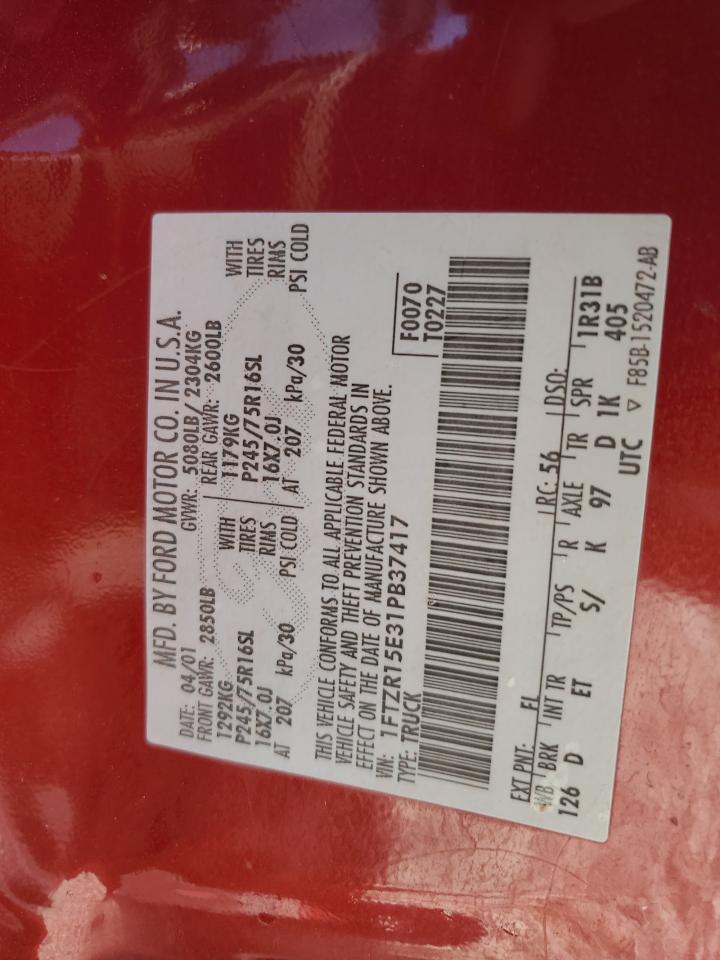 MFD. BY FORD MOTOR CO. IN U.S.A.
DATE: 04/01 GVWR: 5080LB/ 2304KG
FRONT GAWR: 2850LB REAR GAWR: 2600LB
1292KG WITH 1179KG WITH
P245/75R16SL TIRES P245/75R16SL TIRES
16X7.0J RIMS 16X7.0J RIMS
AT 207 kPa/30 PSI COLD AT 207 kPa/30 PSI COLD
THIS VEHICLE CONFORMS TO ALL APPLICABLE FEDERAL MOTOR
VEHICLE SAFETY AND THEFT PREVENTION STANDARDS IN
EFFECT ON THE DATE OF MANUFACTURE SHOWN ABOVE.
VIN: 1FTZR15E31PB37417 F0070
TYPE: TRUCK T0227
EXT PNT: FL RC: 56 DSO:
WB BRK INT TR TP/PS R AXLE TR SPR 1R31B
126 D ET S/ K 97 D 1K 405
UTC ▽ F85B-1520472-AB